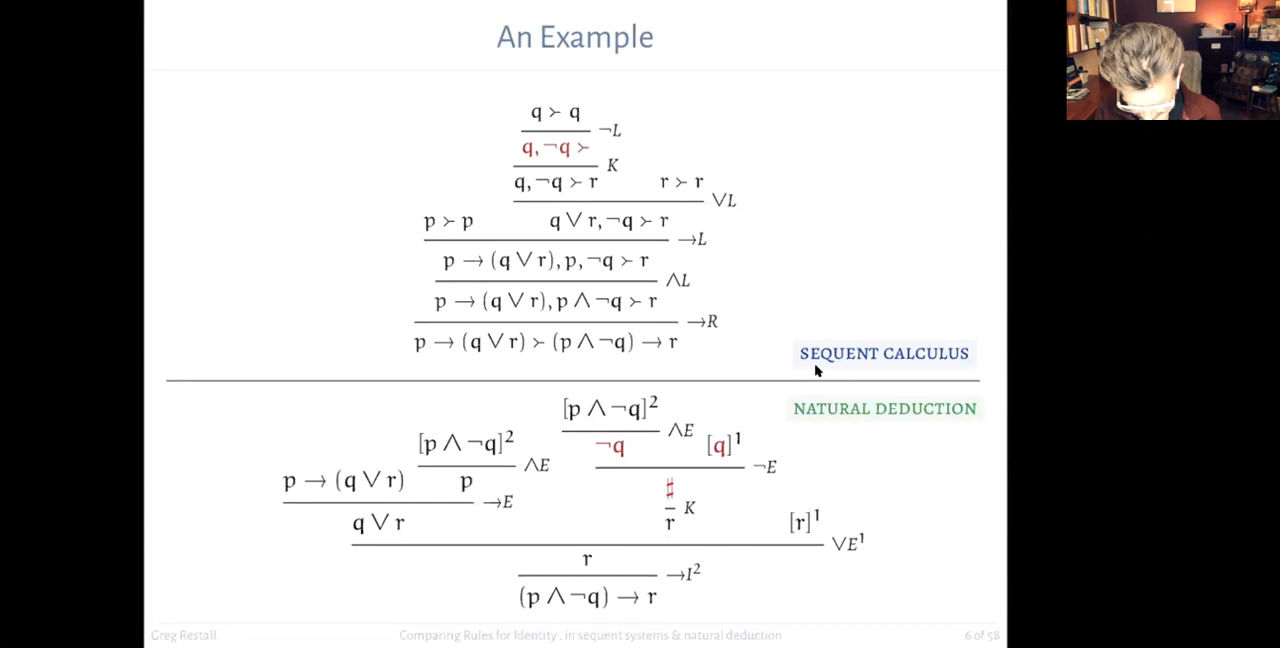 An Example
q ≻ q
¬L
q, ¬q ≻
K
q, ¬q ≻ r r ≻ r
∨L
p ≻ p q ∨ r, ¬q ≻ r
→L
p → (q ∨ r), p, ¬q ≻ r
∧L
p → (q ∨ r), p ∧ ¬q ≻ r
→R
p → (q ∨ r) ≻ (p ∧ ¬q) → r
SEQUENT CALCULUS
NATURAL DEDUCTION
[p ∧ ¬q]²
∧E
[p ∧ ¬q]² ¬q [q]¹
∧E ¬E
p → (q ∨ r) p ♯
→E K
q ∨ r r [r]¹
∨E¹
r
→I²
(p ∧ ¬q) → r
Greg Restall Comparing Rules for Identity, in sequent systems & natural deduction 6 of 58